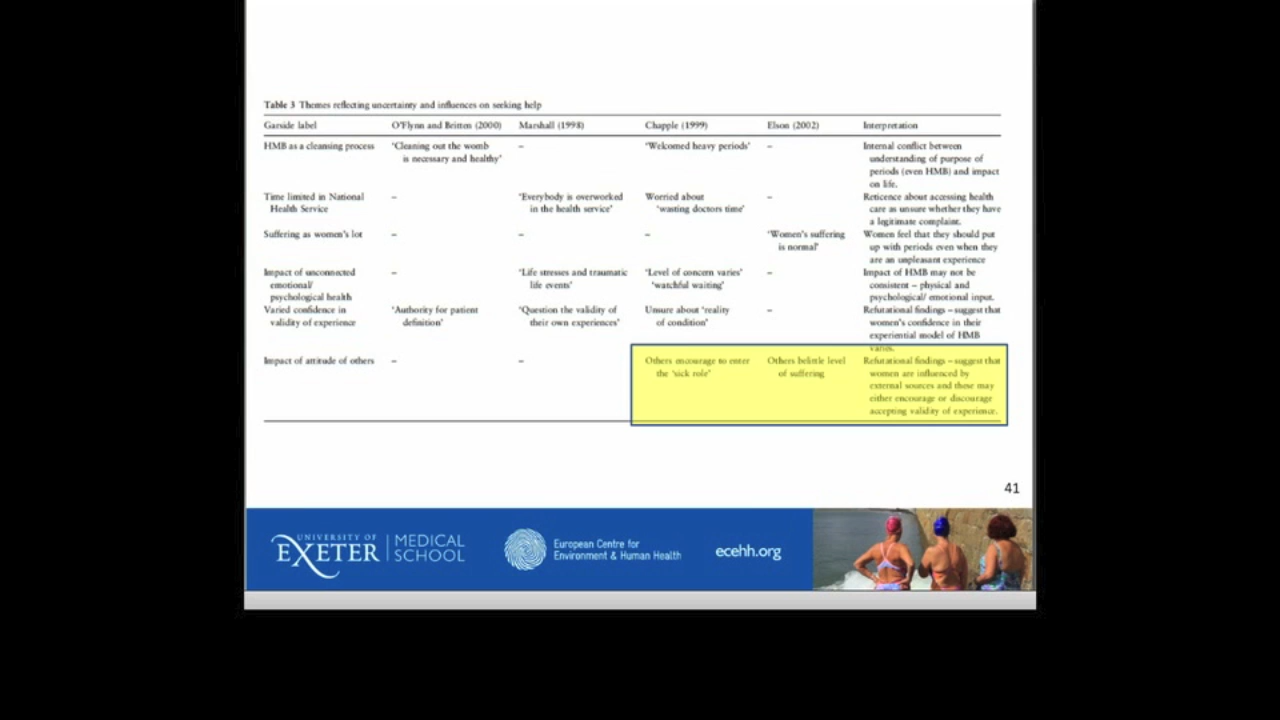 Table 3 Themes reflecting uncertainty and influences on seeking help
Garside label O'Flynn and Britten (2000) Marshall (1998) Chapple (1999) Elson (2002) Interpretation
HMB as a cleansing process 'Cleaning out the womb – 'Welcomed heavy periods' – Internal conflict between
is necessary and healthy' understanding of purpose of
periods (even HMB) and impact
on life.
Time limited in National – 'Everybody is overworked Worried about – Reticence about accessing health
Health Service in the health service' 'wasting doctors time' care as unsure whether they have
a legitimate complaint.
Suffering as women's lot – – – 'Women's suffering Women feel that they should put
is normal' up with periods even when they
are an unpleasant experience
Impact of unconnected – 'Life stresses and traumatic 'Level of concern varies' – Impact of HMB may not be
emotional/ life events' 'watchful waiting' consistent – physical and
psychological health psychological/ emotional input.
Varied confidence in 'Authority for patient 'Question the validity of Unsure about 'reality – Refutational findings – suggest that
validity of experience definition' their own experiences' of condition' women's confidence in their
experiential model of HMB
varies.
Impact of attitude of others – – Others encourage to enter Others belittle level Refutational findings – suggest that
the 'sick role' of suffering women are influenced by
external sources and these may
either encourage or discourage
accepting validity of experience.
41
UNIVERSITY OF
EXETER
MEDICAL
SCHOOL
European Centre for
Environment & Human Health
ecehh.org